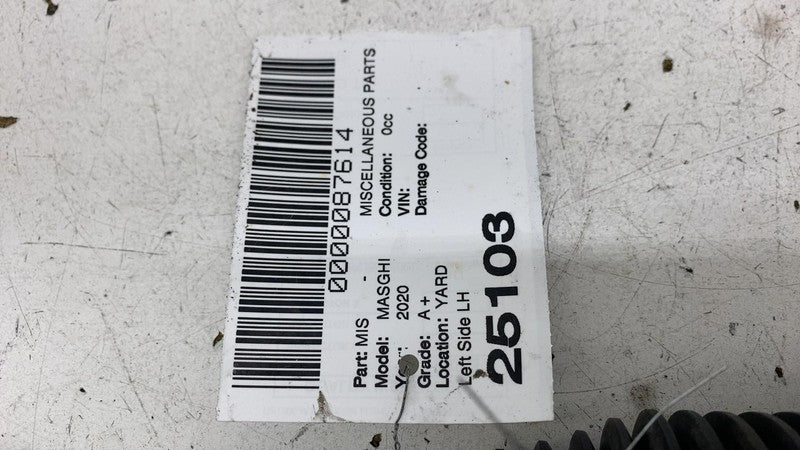 0000087614
Part: MIS - MISCELLANEOUS PARTS
Model: MASGHI Condition: 0cc
2020 VIN:
Grade: A+ Damage Code:
Location: YARD
Left Side LH
25103